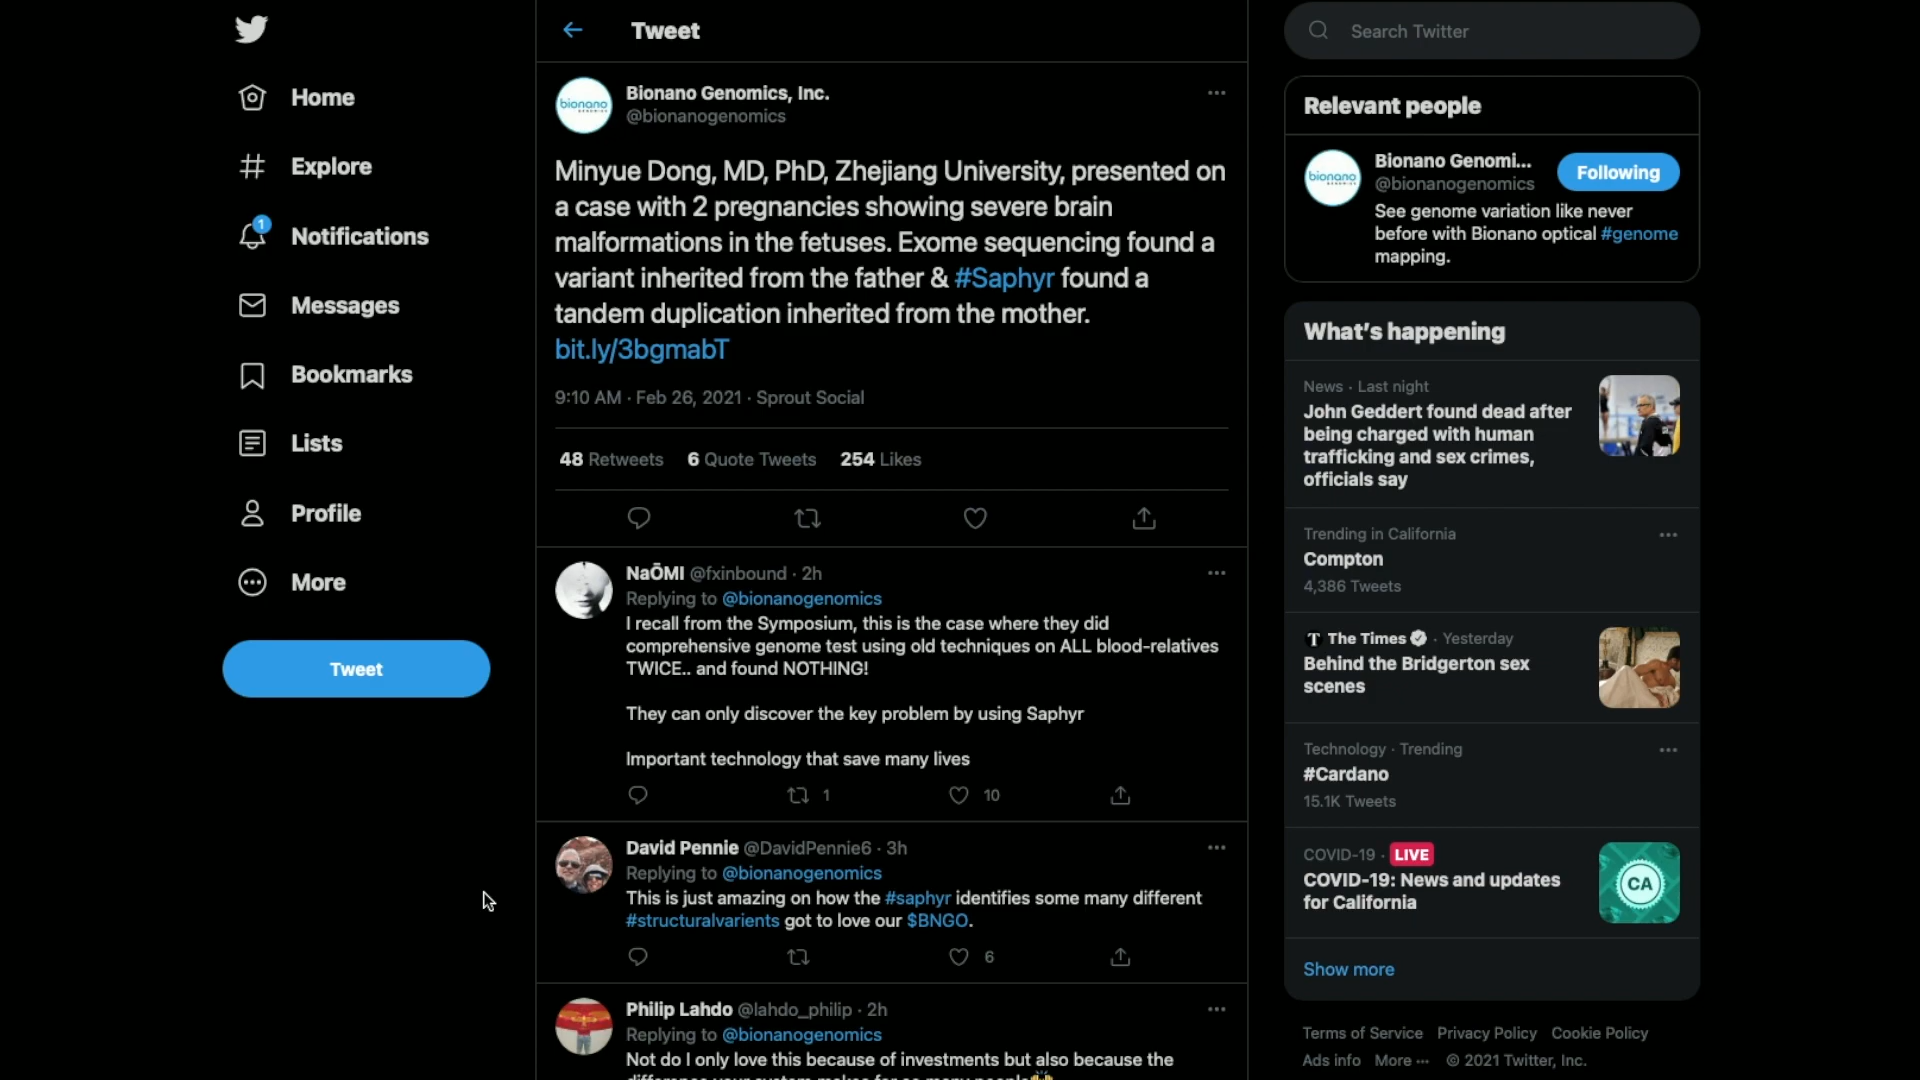 Home
Explore
1
Notifications
Messages
Bookmarks
Lists
Profile
More
Tweet
Tweet
bionano
GENOMICS
Bionano Genomics, Inc.
@bionanogenomics
Minyue Dong, MD, PhD, Zhejiang University, presented on
a case with 2 pregnancies showing severe brain
malformations in the fetuses. Exome sequencing found a
variant inherited from the father & #Saphyr found a
tandem duplication inherited from the mother.
bit.ly/3bgmabT
9:10 AM · Feb 26, 2021 · Sprout Social
48 Retweets 6 Quote Tweets 254 Likes
NaŌMI @fxinbound · 2h
Replying to @bionanogenomics
I recall from the Symposium, this is the case where they did
comprehensive genome test using old techniques on ALL blood-relatives
TWICE.. and found NOTHING!
They can only discover the key problem by using Saphyr
Important technology that save many lives
1 10
David Pennie @DavidPennie6 · 3h
Replying to @bionanogenomics
This is just amazing on how the #saphyr identifies some many different
#structuralvarients got to love our $BNGO.
6
Philip Lahdo @lahdo_philip · 2h
Replying to @bionanogenomics
Not do I only love this because of investments but also because the
difference your system makes for so many people🙌
Search Twitter
Relevant people
bionano
GENOMICS
Bionano Genomi...
@bionanogenomics
Following
See genome variation like never
before with Bionano optical #genome
mapping.
What's happening
News · Last night
John Geddert found dead after
being charged with human
trafficking and sex crimes,
officials say
Trending in California
Compton
4,386 Tweets
T The Times · Yesterday
Behind the Bridgerton sex
scenes
Technology · Trending
#Cardano
15.1K Tweets
COVID-19 · LIVE
COVID-19: News and updates
for California
CA
Show more
Terms of Service Privacy Policy Cookie Policy
Ads info More ··· © 2021 Twitter, Inc.